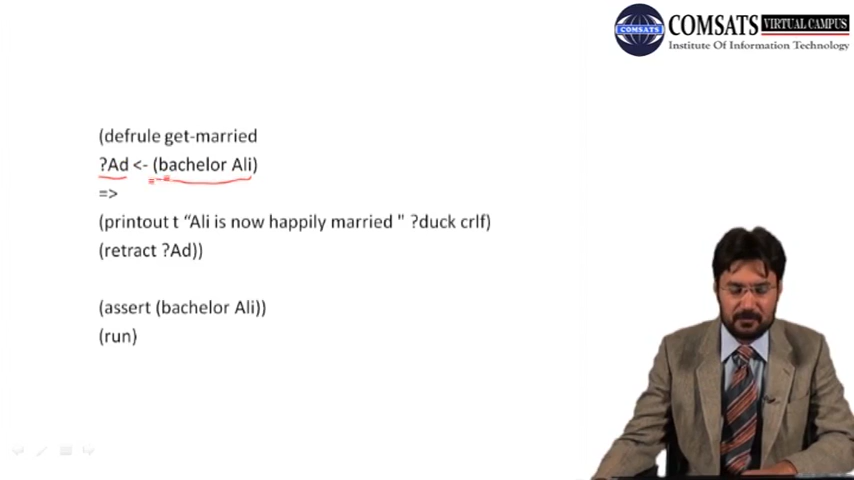 COMSATS
COMSATS VIRTUAL CAMPUS
Institute Of Information Technology
(defrule get-married
?Ad <- (bachelor Ali)
=>
(printout t “Ali is now happily married " ?duck crlf)
(retract ?Ad))
(assert (bachelor Ali))
(run)